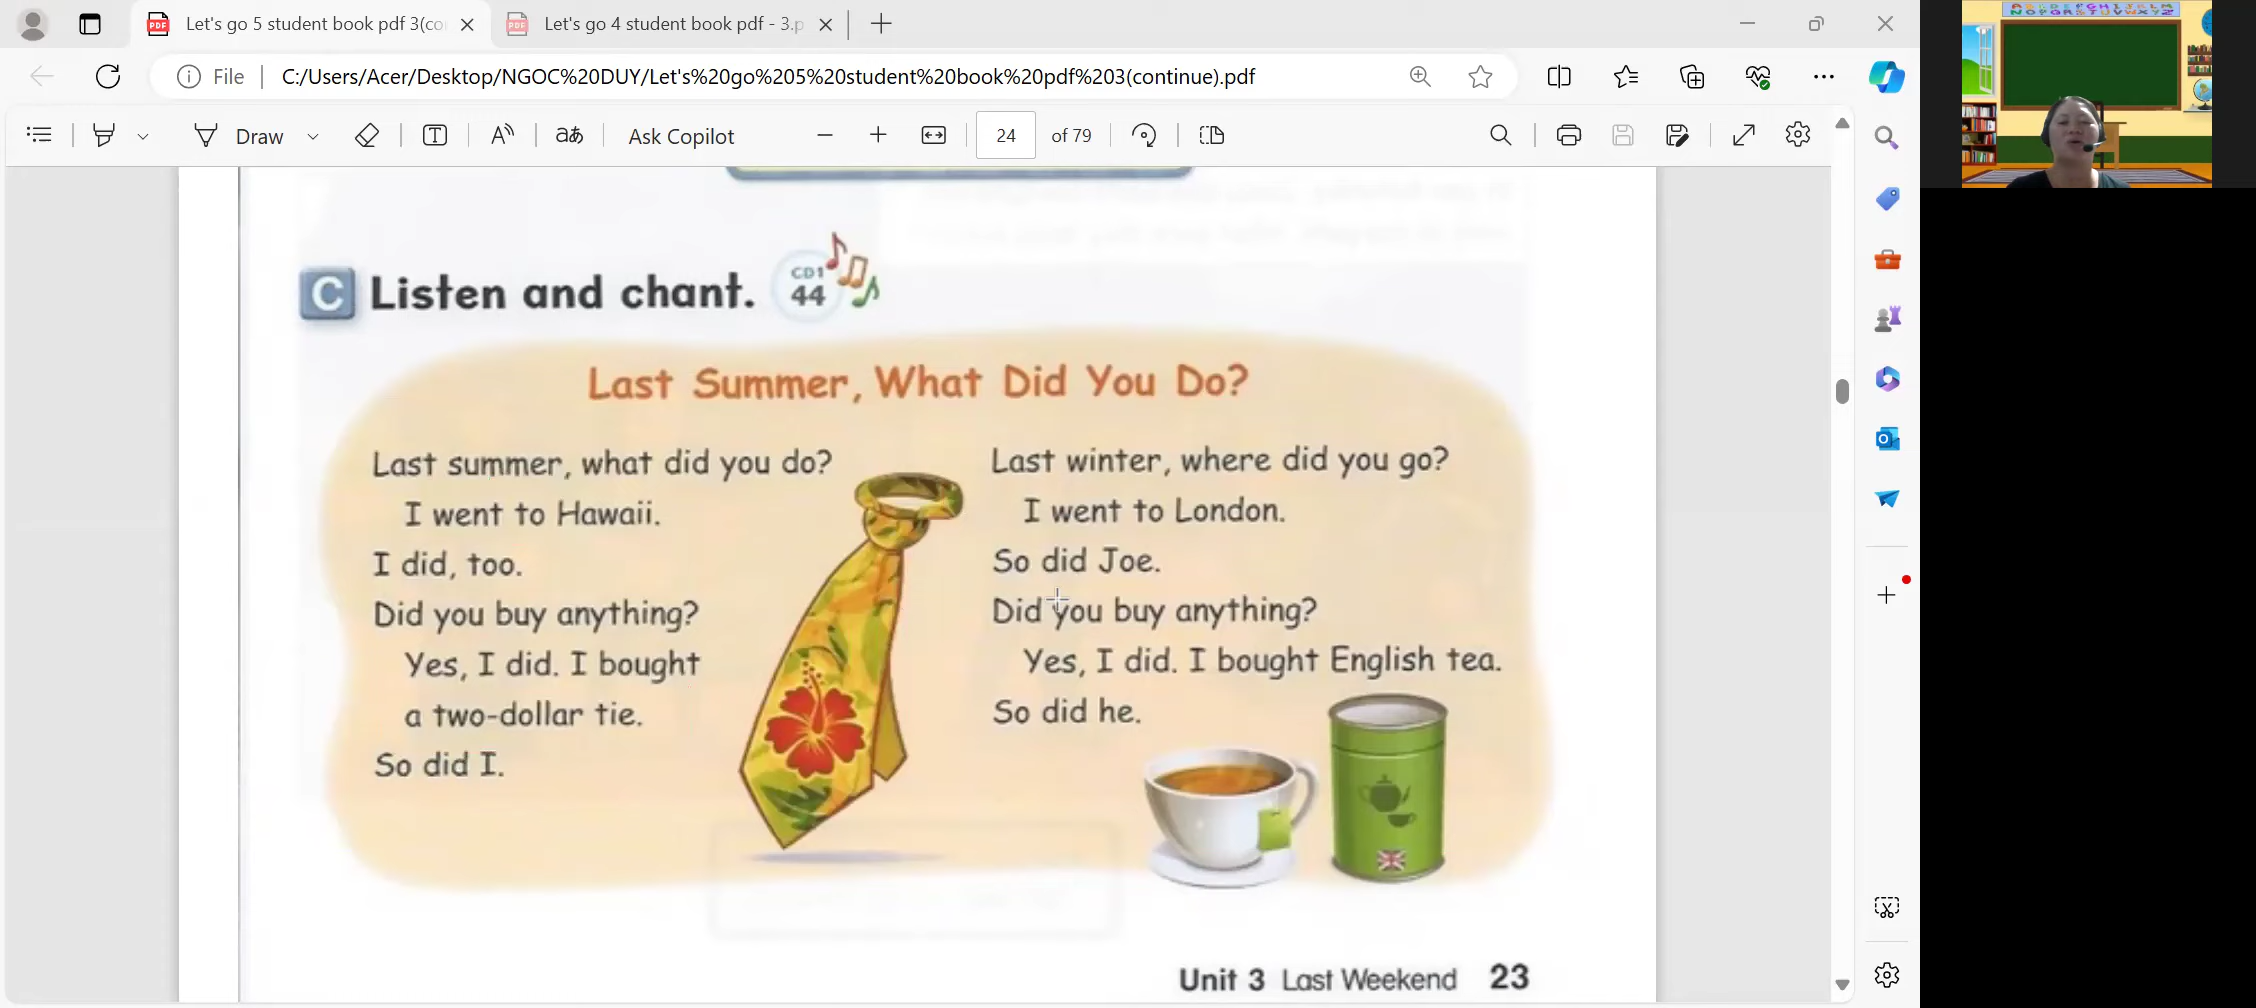 Let's go 5 student book pdf 3(co
Let's go 4 student book pdf - 3.p
File
C:/Users/Acer/Desktop/NGOC%20DUY/Let's%20go%205%20student%20book%20pdf%203(continue).pdf
Draw
Ask Copilot
24 of 79
C Listen and chant.
CD1
44
Last Summer, What Did You Do?
Last summer, what did you do?
I went to Hawaii.
I did, too.
Did you buy anything?
Yes, I did. I bought
a two-dollar tie.
So did I.
Last winter, where did you go?
I went to London.
So did Joe.
Did you buy anything?
Yes, I did. I bought English tea.
So did he.
Unit 3 Last Weekend 23